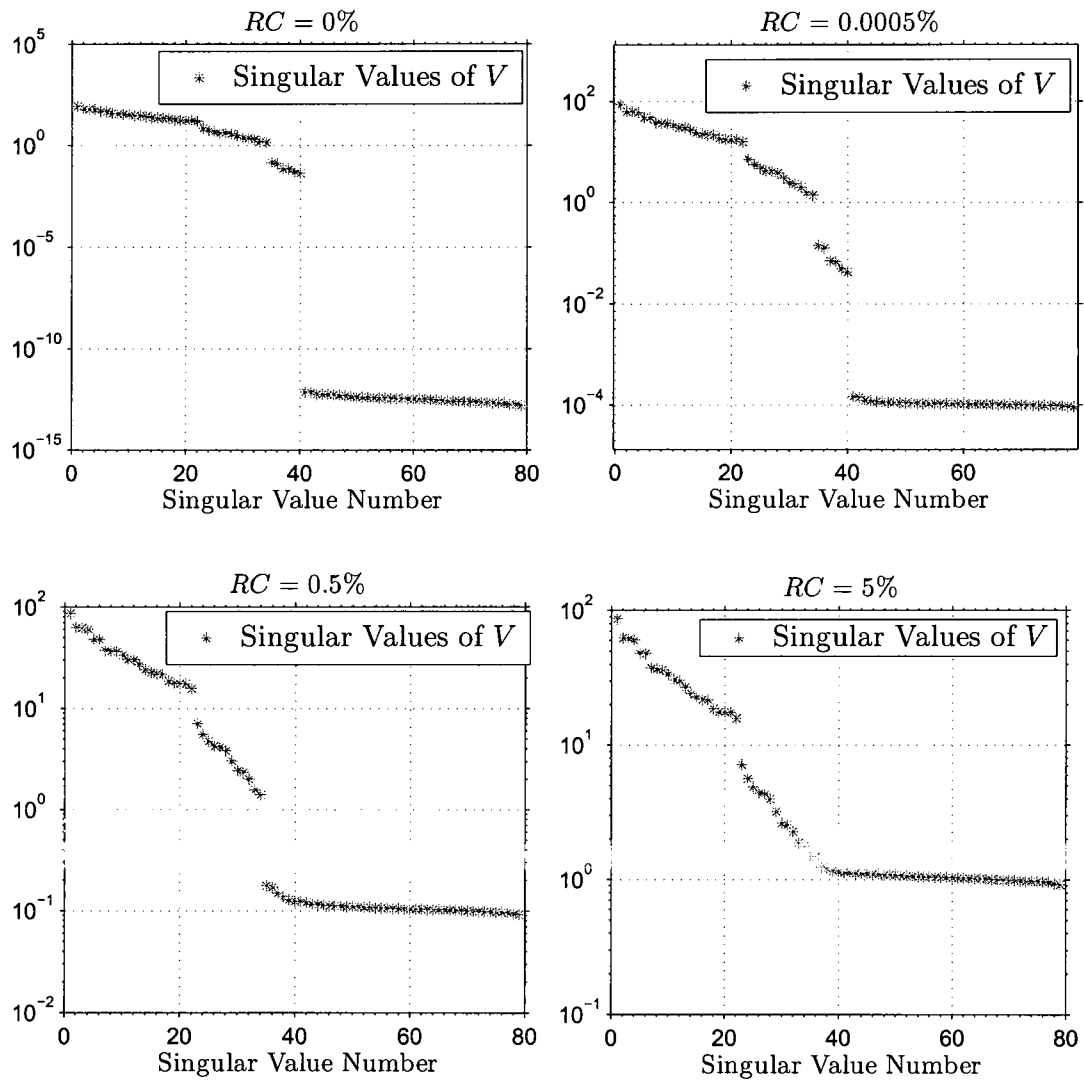 RC = 0%
10^5
10^0
10^-5
10^-10
10^-15
* Singular Values of V
0 20 40 60 80
Singular Value Number
RC = 0.0005%
10^2
10^0
10^-2
10^-4
* Singular Values of V
0 20 40 60
Singular Value Number
RC = 0.5%
10^2
10^1
10^0
10^-1
10^-2
* Singular Values of V
0 20 40 60 80
Singular Value Number
RC = 5%
10^2
10^1
10^0
10^-1
* Singular Values of V
0 20 40 60 80
Singular Value Number